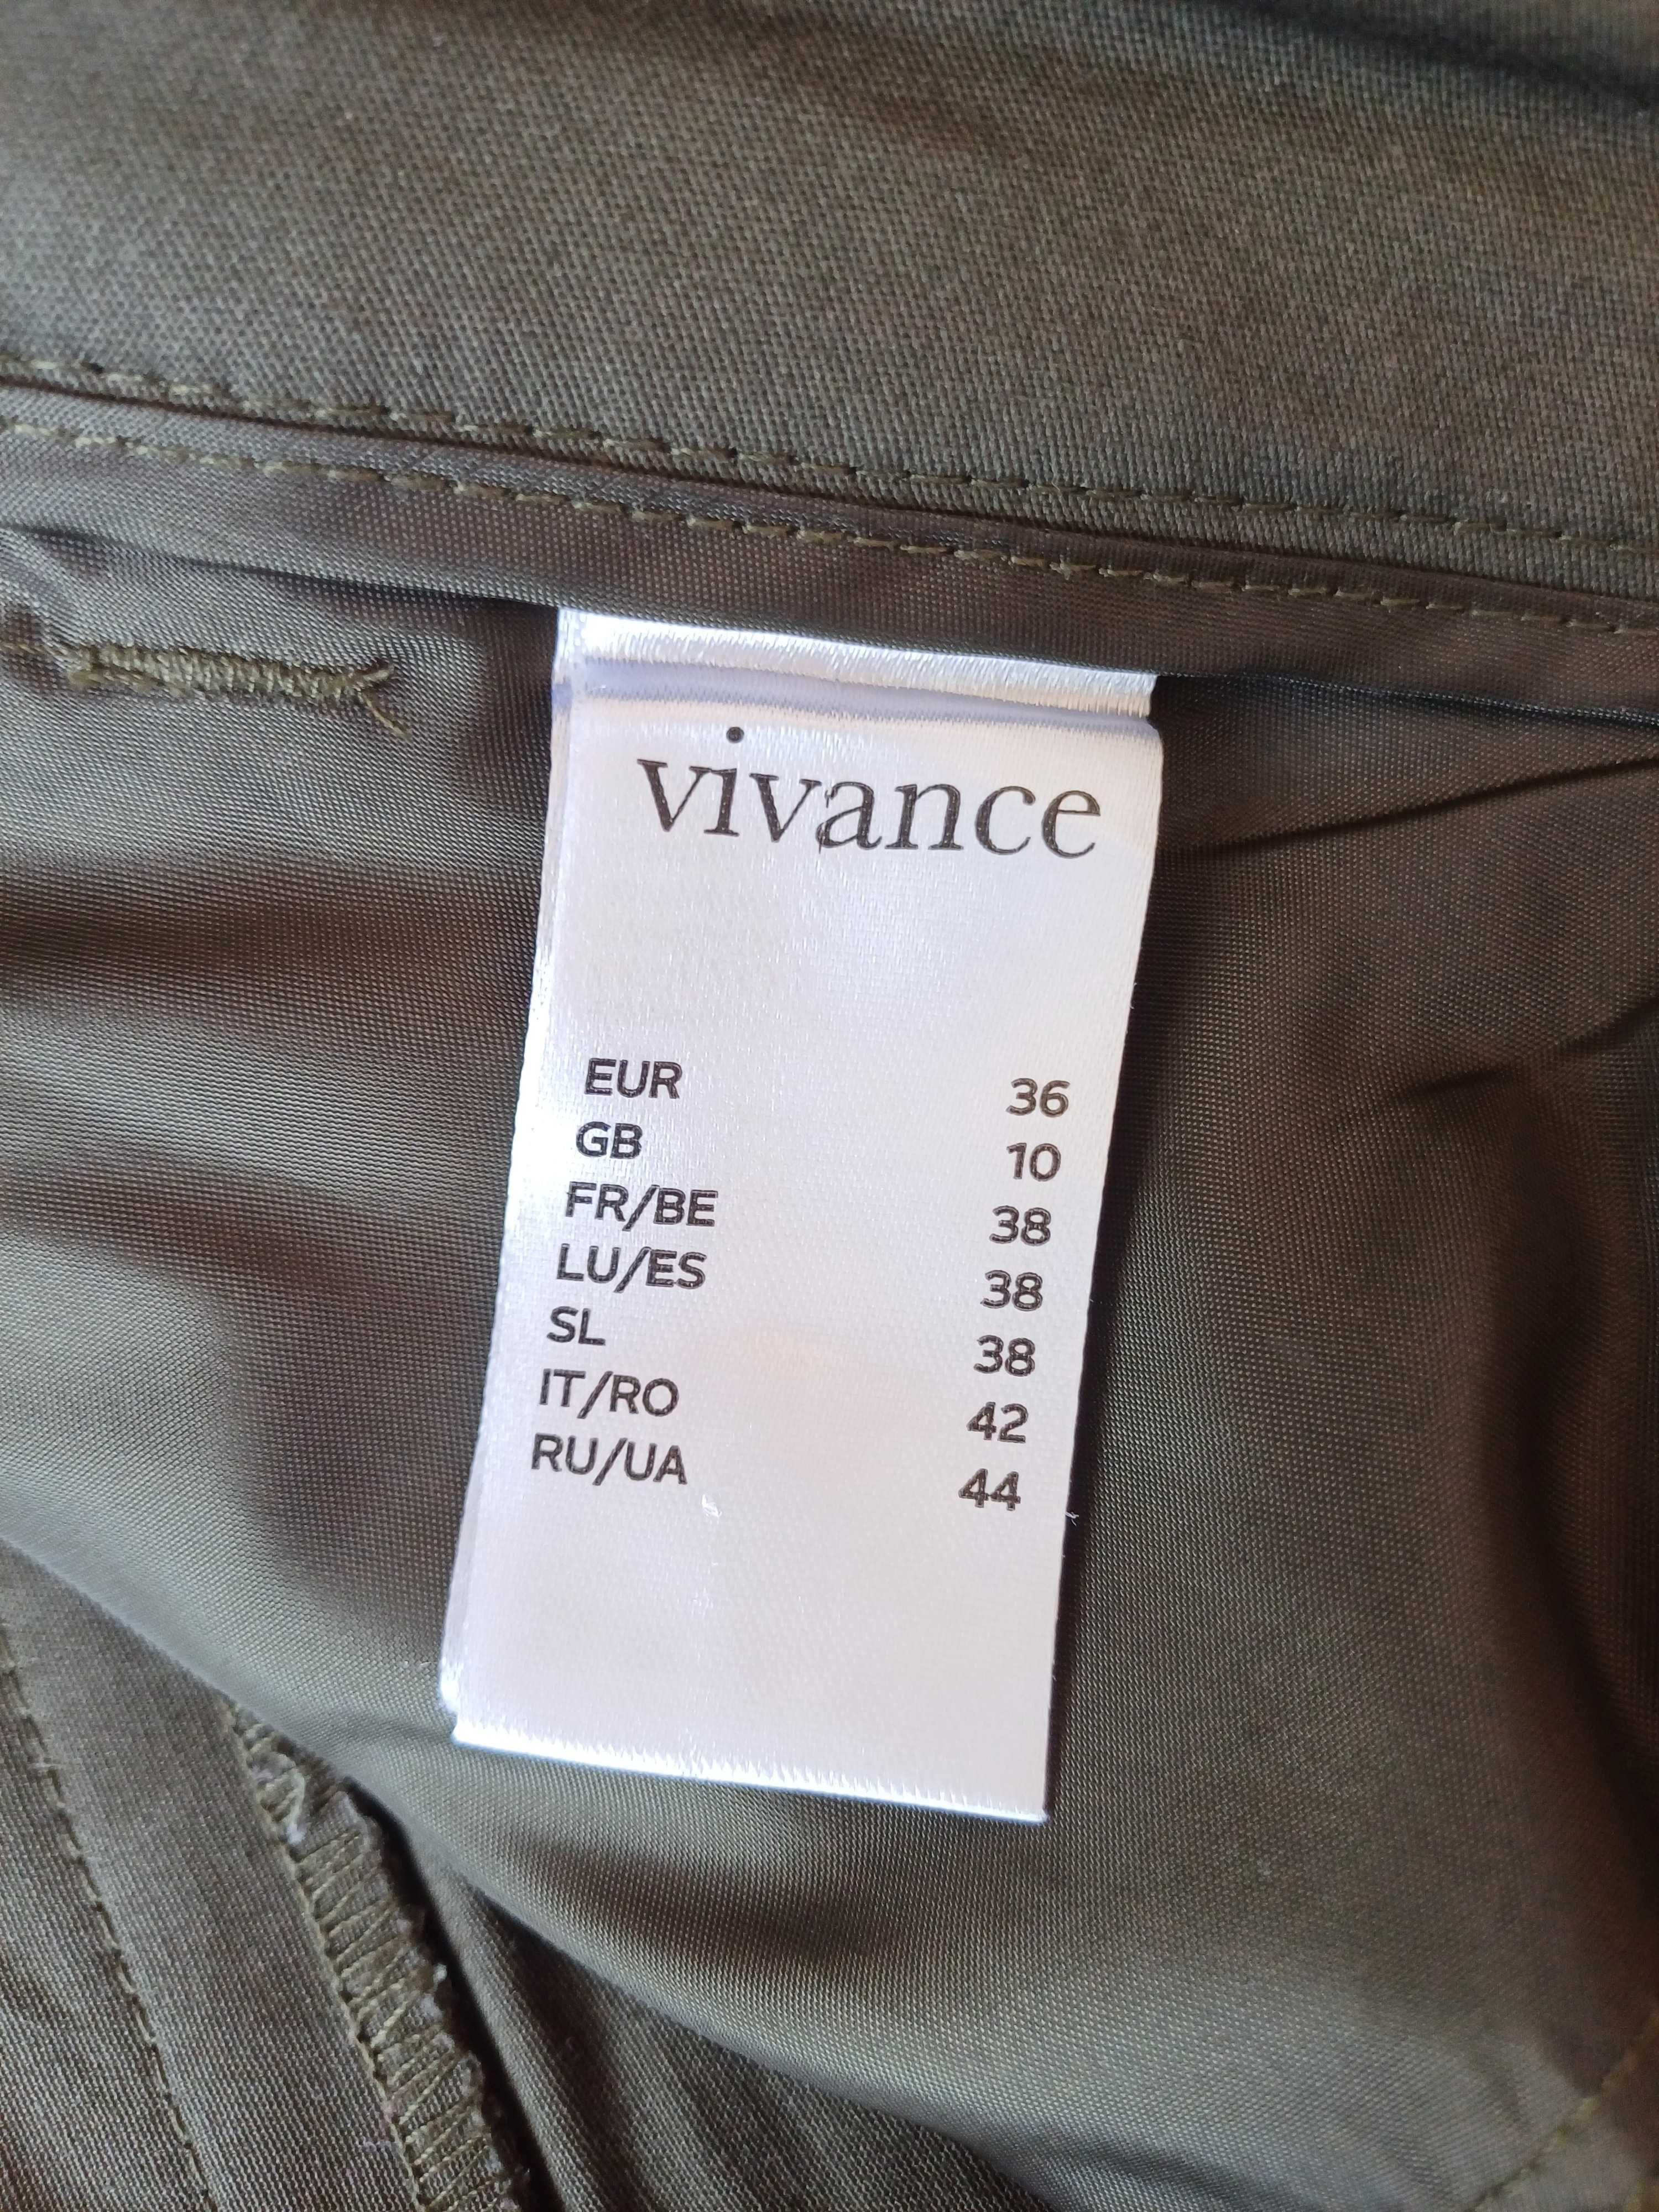 vivance
EUR 36
GB 10
FR/BE 38
LU/ES 38
SL 38
IT/RO 42
RU/UA 44